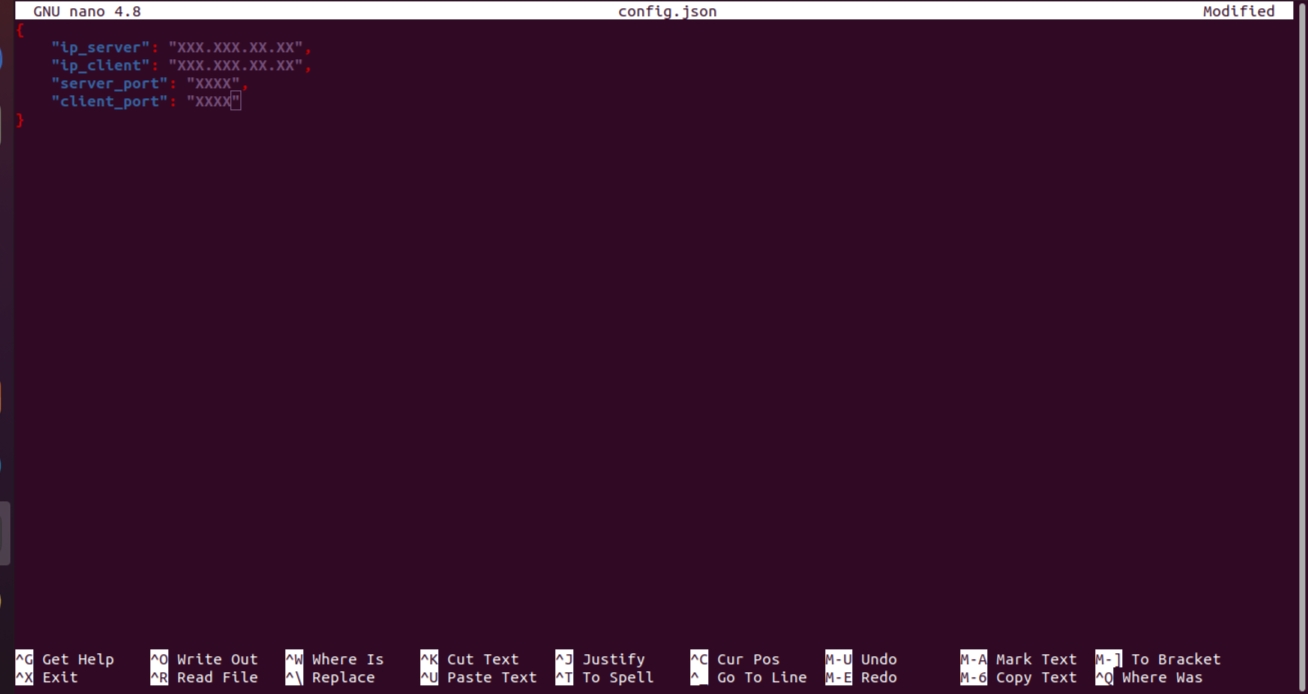 GNU nano 4.8 config.json Modified
{
"ip_server": "XXX.XXX.XX.XX",
"ip_client": "XXX.XXX.XX.XX",
"server_port": "XXXX",
"client_port": "XXXX"
}
^G Get Help ^O Write Out ^W Where Is ^K Cut Text ^J Justify ^C Cur Pos M-U Undo M-A Mark Text M-] To Bracket
^X Exit ^R Read File ^\ Replace ^U Paste Text ^T To Spell ^_ Go To Line M-E Redo M-6 Copy Text ^Q Where Was